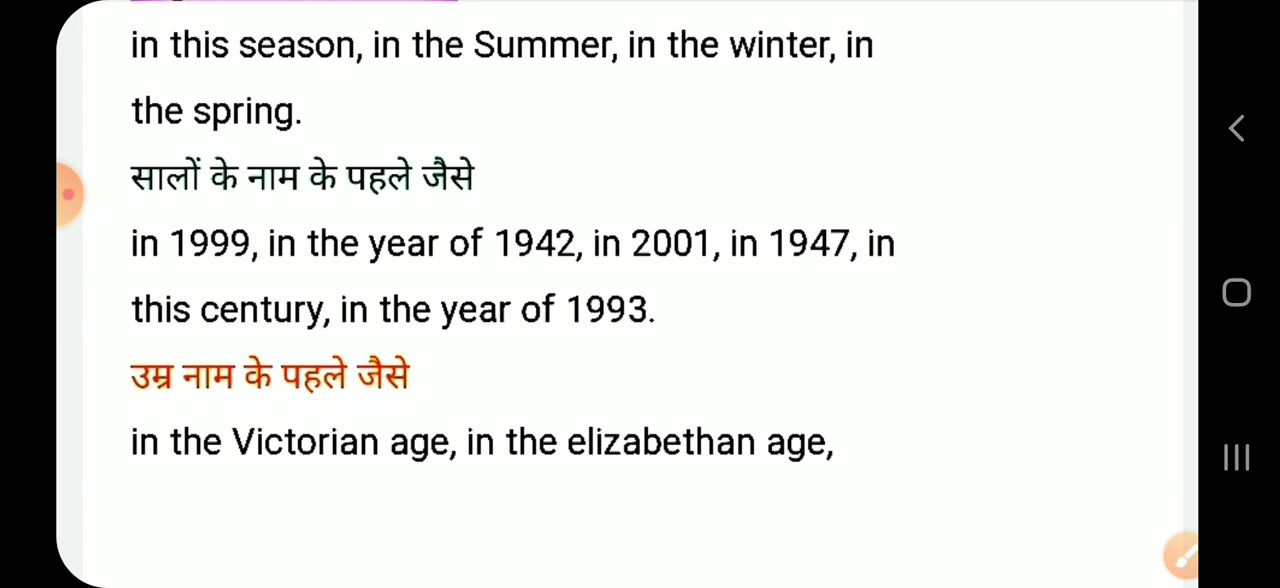 in this season, in the Summer, in the winter, in
the spring.
सालों के नाम के पहले जैसे
in 1999, in the year of 1942, in 2001, in 1947, in
this century, in the year of 1993.
उम्र नाम के पहले जैसे
in the Victorian age, in the elizabethan age,